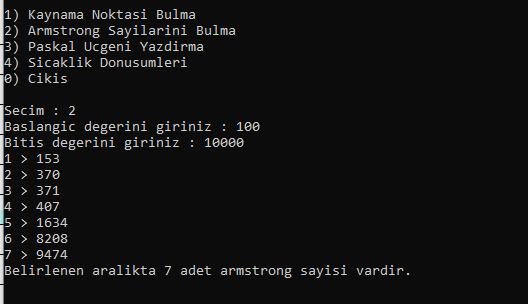 1) Kaynama Noktasi Bulma
2) Armstrong Sayilarini Bulma
3) Paskal Ucgeni Yazdirma
4) Sicaklik Donusumleri
0) Cikis
Secim : 2
Baslangic degerini giriniz : 100
Bitis degerini giriniz : 10000
1 > 153
2 > 370
3 > 371
4 > 407
5 > 1634
6 > 8208
7 > 9474
Belirlenen aralikta 7 adet armstrong sayisi vardir.